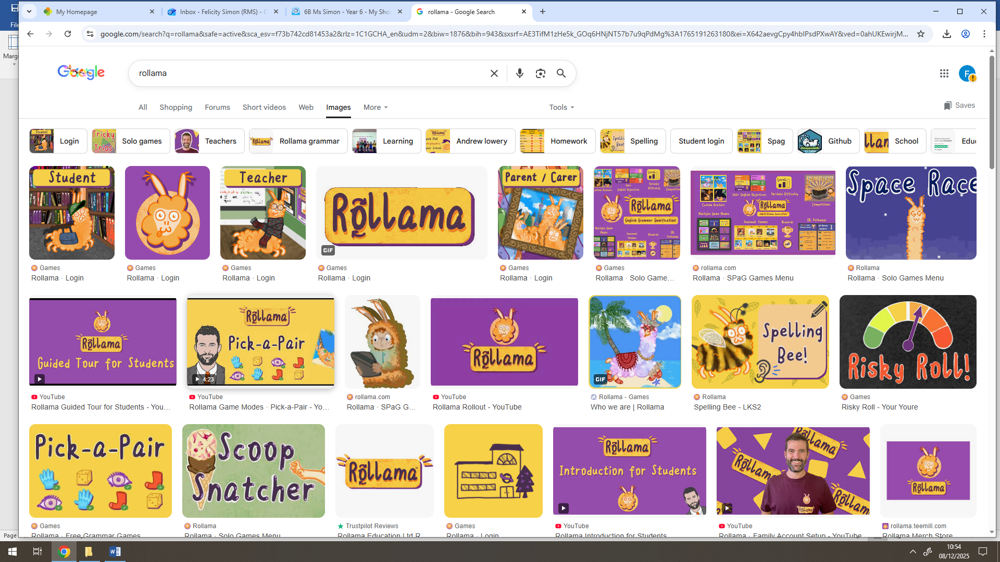 File
My Homepage
Inbox - Felicity Simon (RMS) - O
6B Ms Simon - Year 6 - My Sho
rollama - Google Search
google.com/search?q=rollama&safe=active&sca_esv=f73b742cd81453a2&rlz=1C1GCHA_en&udm=2&biw=1876&bih=943&sxsrf=AE3TifM1zHe5k_GOq6HNjNT57b7u9qPdMg%3A1765191263180&ei=X642aevgCpy4hbIPsdPXwAY&ved=0ahUKEwirjM...
Margi
Google
rollama
F
All Shopping Forums Short videos Web Images More Tools
Saves
Login Solo games Teachers Rollama grammar Learning Andrew lowery Homework Spelling Student login Spag Github School Educ
Student
Teacher
Rollama
GIF
Parent / Carer
Rollama
English Grammar Gamification!
Rollama
Space Race
Games Games Games Games Games Games rollama.com Rollama
Rollama · Login Rollama · Login Rollama · Login Rollama · Login Rollama · Login Rollama · Solo Game... Rollama · SPaG Games Menu Rollama · Solo Games Menu
Rollama
Guided Tour for Students
Rollama
Pick-a-Pair
4:23
Rollama
GIF
Spelling
Bee!
Risky Roll!
YouTube YouTube rollama.com YouTube Rollama - Games Rollama Games
Rollama Guided Tour for Students - You... Rollama Game Modes · Pick-a-Pair - Yo... Rollama · SPaG G... Rollama Rollout - YouTube Who we are | Rollama Spelling Bee - LKS2 Risky Roll - Your Youre
Pick-a-Pair
Scoop
Snatcher
Rollama
Rollama
Introduction for Students
Rollama
Rollama
Rollama
Rollama
Games Rollama Trustpilot Reviews Games YouTube YouTube rollama.teemill.com
Rollama · Free Grammar Games Rollama · Solo Games Menu Rollama Education Ltd R Rollama · Login Rollama Introduction for Students Rollama · Family Account Setup - YouTube Rollama Merch Store
Page
10:54
08/12/2025